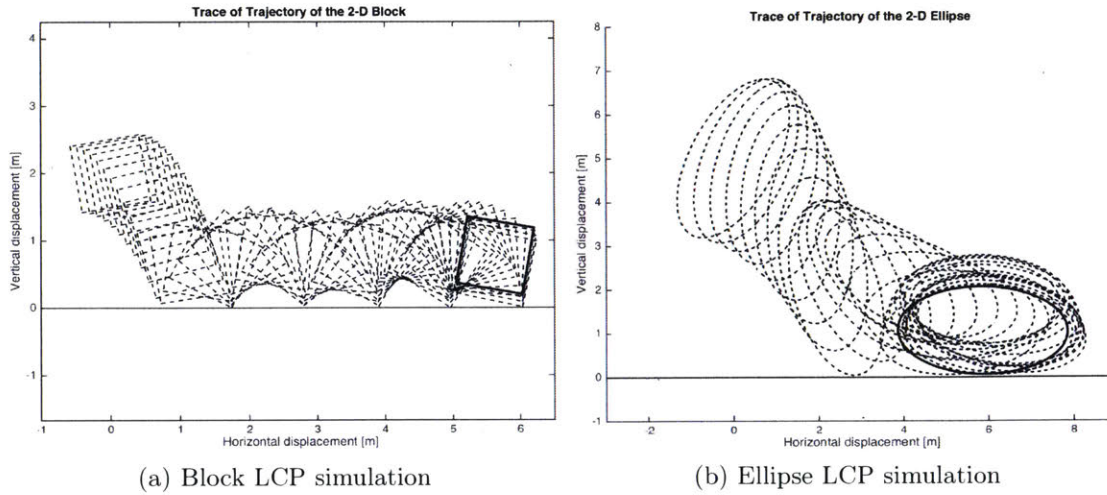 Trace of Trajectory of the 2-D Block
4
3
2
1
0
-1
Vertical displacement [m]
-1 0 1 2 3 4 5 6
Horizontal displacement [m]
(a) Block LCP simulation
Trace of Trajectory of the 2-D Ellipse
8
7
6
5
4
3
2
1
0
-1
Vertical displacement [m]
-2 0 2 4 6 8
Horizontal displacement [m]
(b) Ellipse LCP simulation